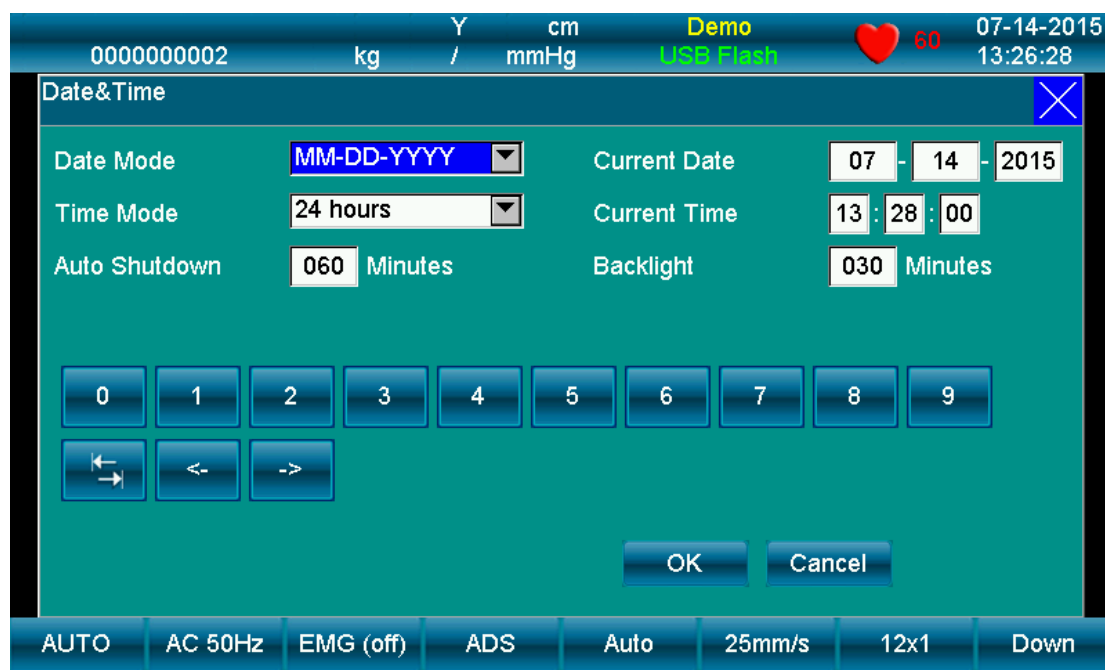 Y cm Demo 07-14-2015
0000000002 kg / mmHg USB Flash 60 13:26:28
Date&Time
Date Mode MM-DD-YYYY Current Date 07 - 14 - 2015
Time Mode 24 hours Current Time 13 : 28 : 00
Auto Shutdown 060 Minutes Backlight 030 Minutes
0 1 2 3 4 5 6 7 8 9
<- ->
OK Cancel
AUTO AC 50Hz EMG (off) ADS Auto 25mm/s 12x1 Down